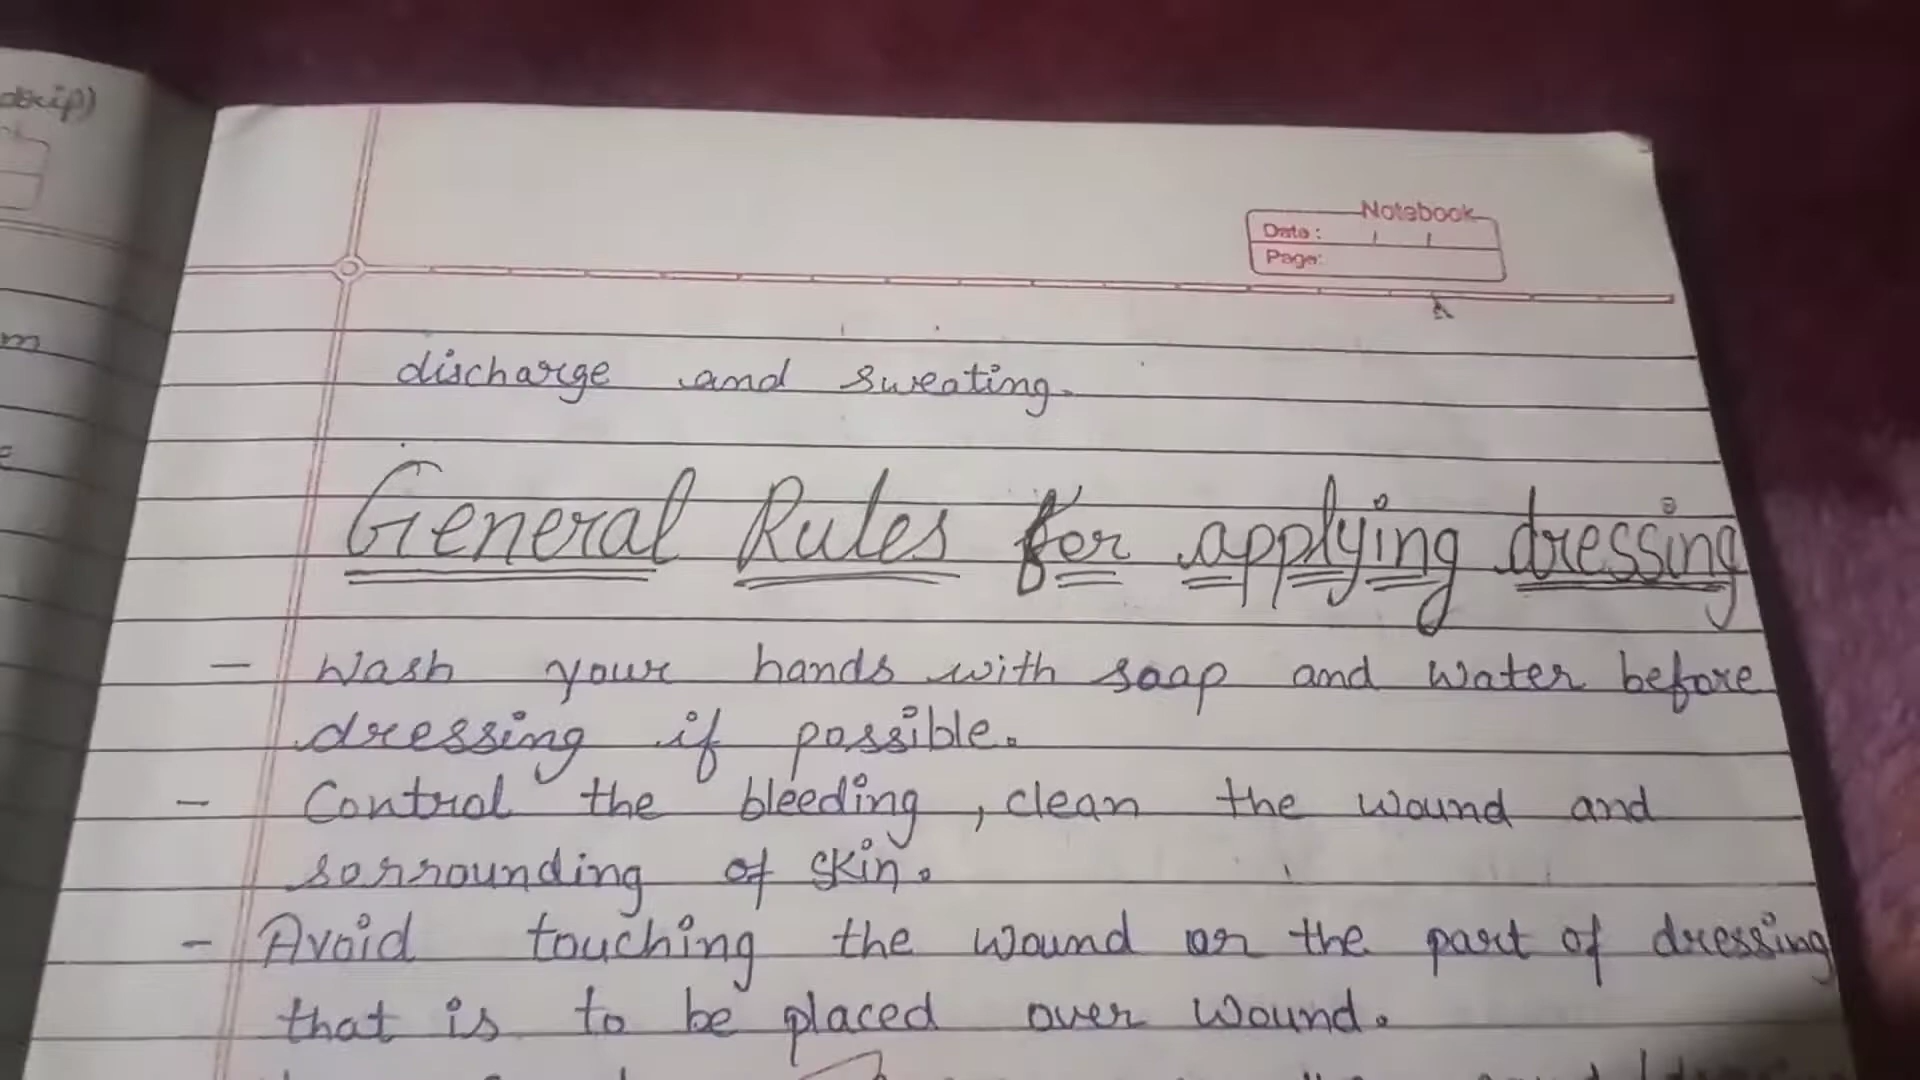 Notebook
Date: / /
Page:
discharge and sweating.
General Rules for applying dressing
- Wash your hands with soap and water before
dressing if possible.
- Control the bleeding, clean the wound and
sorrounding of skin.
- Avoid touching the wound or the part of dressing
that is to be placed over wound.